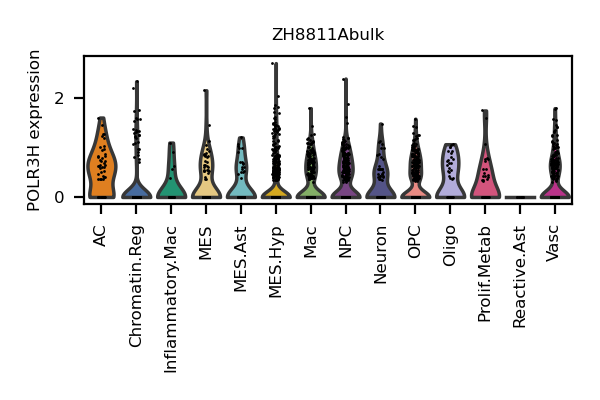 ZH8811Abulk
POLR3H expression
2
0
AC
Chromatin.Reg
Inflammatory.Mac
MES
MES.Ast
MES.Hyp
Mac
NPC
Neuron
OPC
Oligo
Prolif.Metab
Reactive.Ast
Vasc